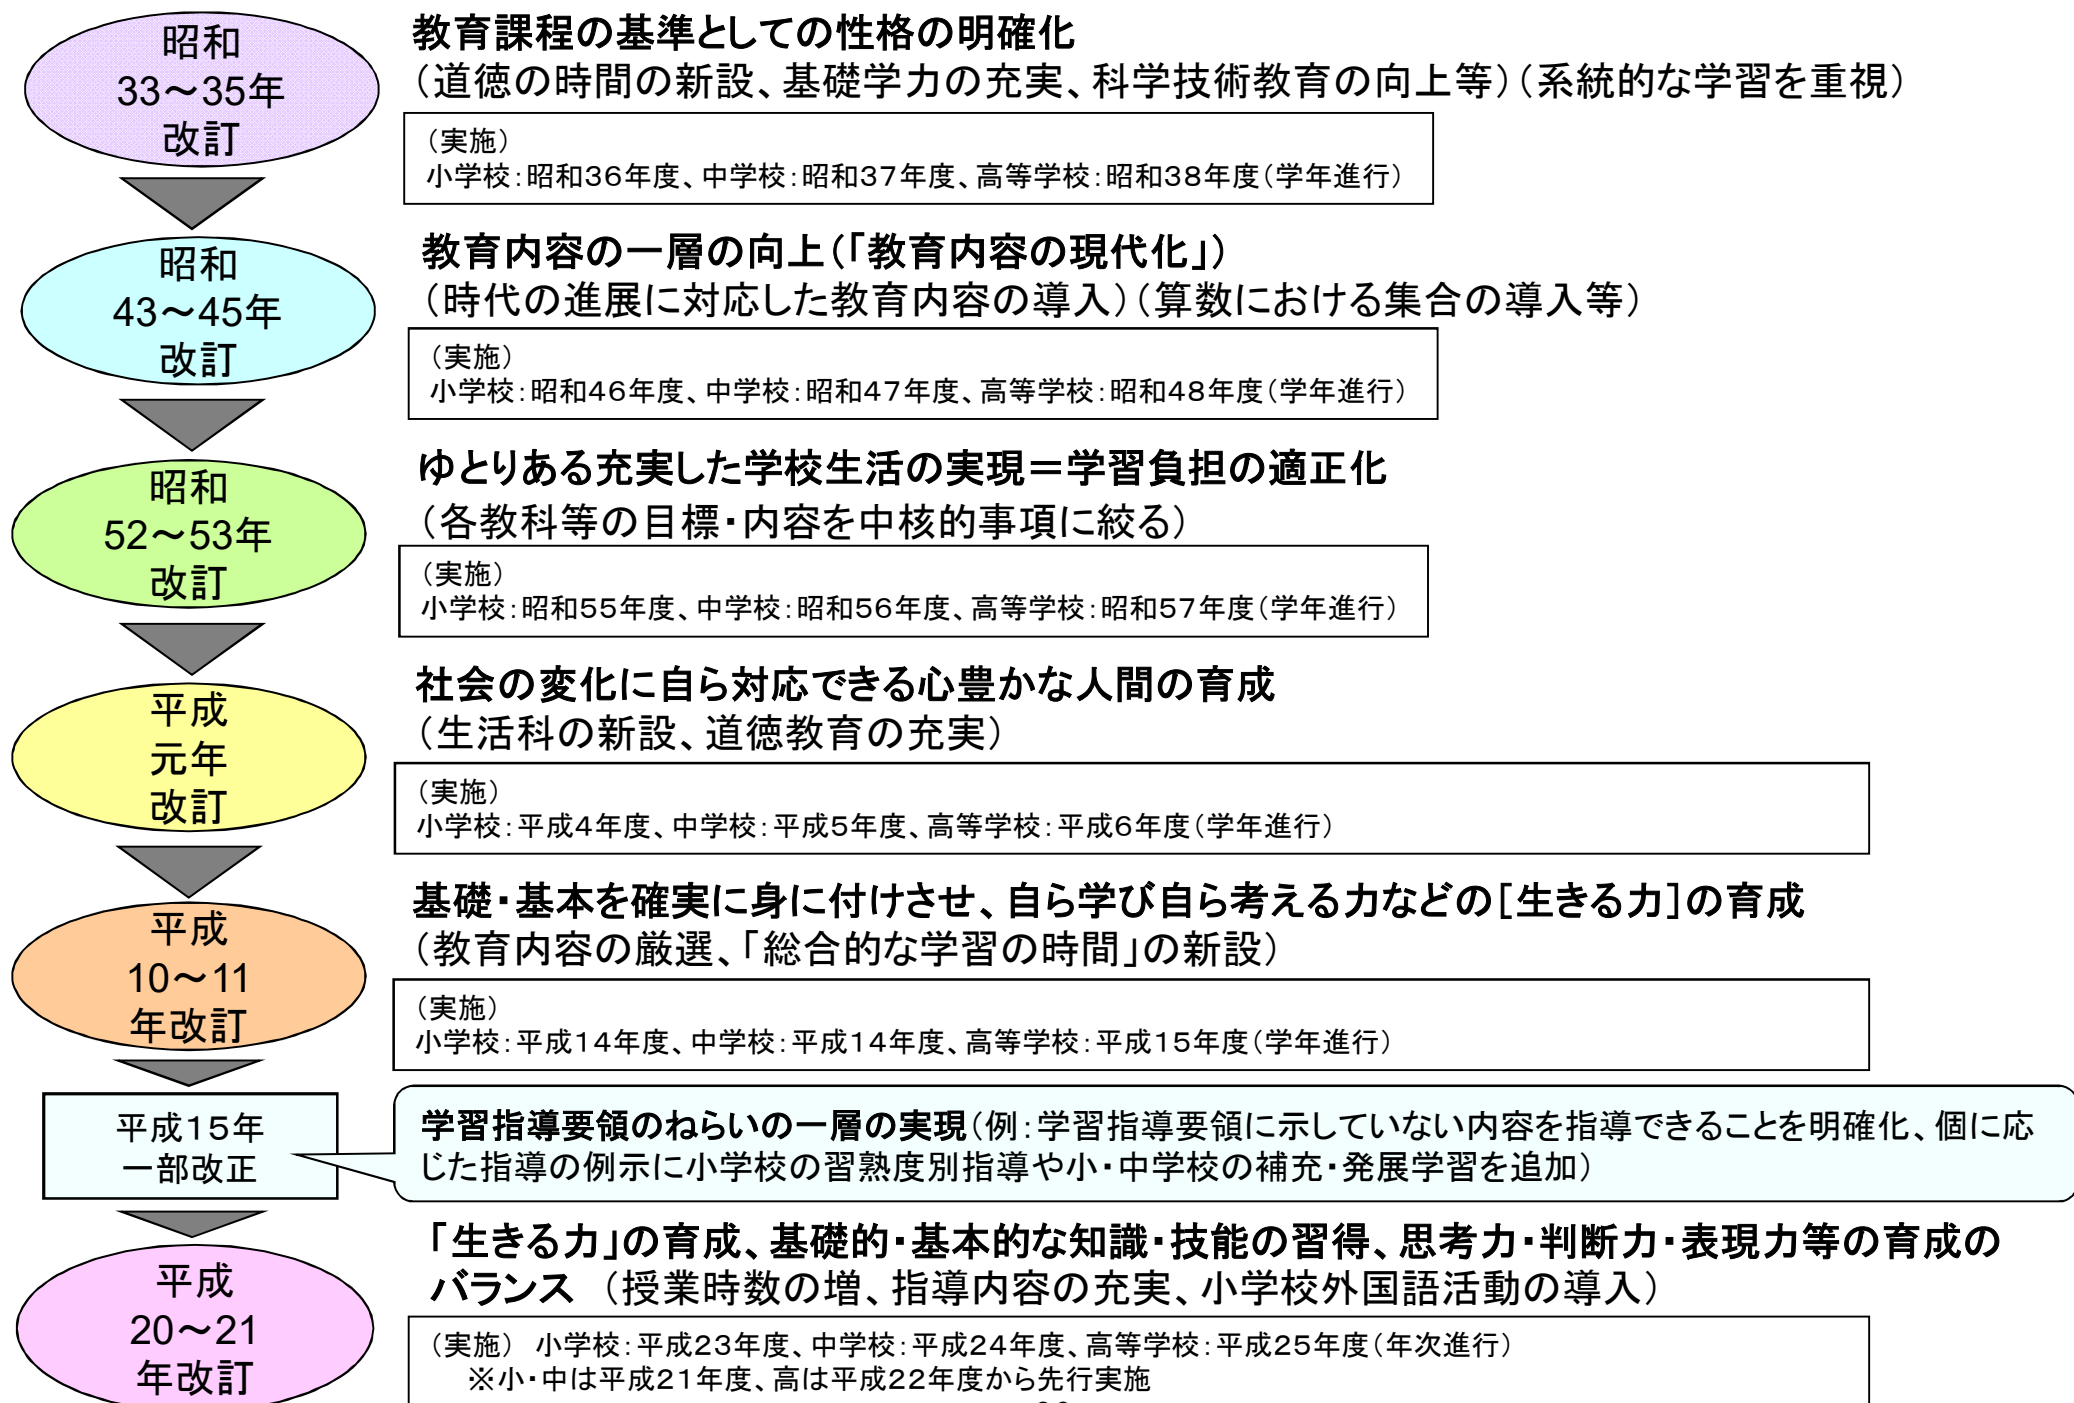 昭和
33～35年
改訂
教育課程の基準としての性格の明確化
（道徳の時間の新設、基礎学力の充実、科学技術教育の向上等）（系統的な学習を重視）
（実施）
小学校：昭和36年度、中学校：昭和37年度、高等学校：昭和38年度（学年進行）
昭和
43～45年
改訂
教育内容の一層の向上（「教育内容の現代化」）
（時代の進展に対応した教育内容の導入）（算数における集合の導入等）
（実施）
小学校：昭和46年度、中学校：昭和47年度、高等学校：昭和48年度（学年進行）
昭和
52～53年
改訂
ゆとりある充実した学校生活の実現＝学習負担の適正化
（各教科等の目標・内容を中核的事項に絞る）
（実施）
小学校：昭和55年度、中学校：昭和56年度、高等学校：昭和57年度（学年進行）
平成
元年
改訂
社会の変化に自ら対応できる心豊かな人間の育成
（生活科の新設、道徳教育の充実）
（実施）
小学校：平成4年度、中学校：平成5年度、高等学校：平成6年度（学年進行）
平成
10～11
年改訂
基礎・基本を確実に身に付けさせ、自ら学び自ら考える力などの［生きる力］の育成
（教育内容の厳選、「総合的な学習の時間」の新設）
（実施）
小学校：平成14年度、中学校：平成14年度、高等学校：平成15年度（学年進行）
平成15年
一部改正
学習指導要領のねらいの一層の実現（例：学習指導要領に示していない内容を指導できることを明確化、個に応
じた指導の例示に小学校の習熟度別指導や小・中学校の補充・発展学習を追加）
平成
20～21
年改訂
「生きる力」の育成、基礎的・基本的な知識・技能の習得、思考力・判断力・表現力等の育成の
バランス　（授業時数の増、指導内容の充実、小学校外国語活動の導入）
（実施）　小学校：平成23年度、中学校：平成24年度、高等学校：平成25年度（年次進行）
※小・中は平成21年度、高は平成22年度から先行実施